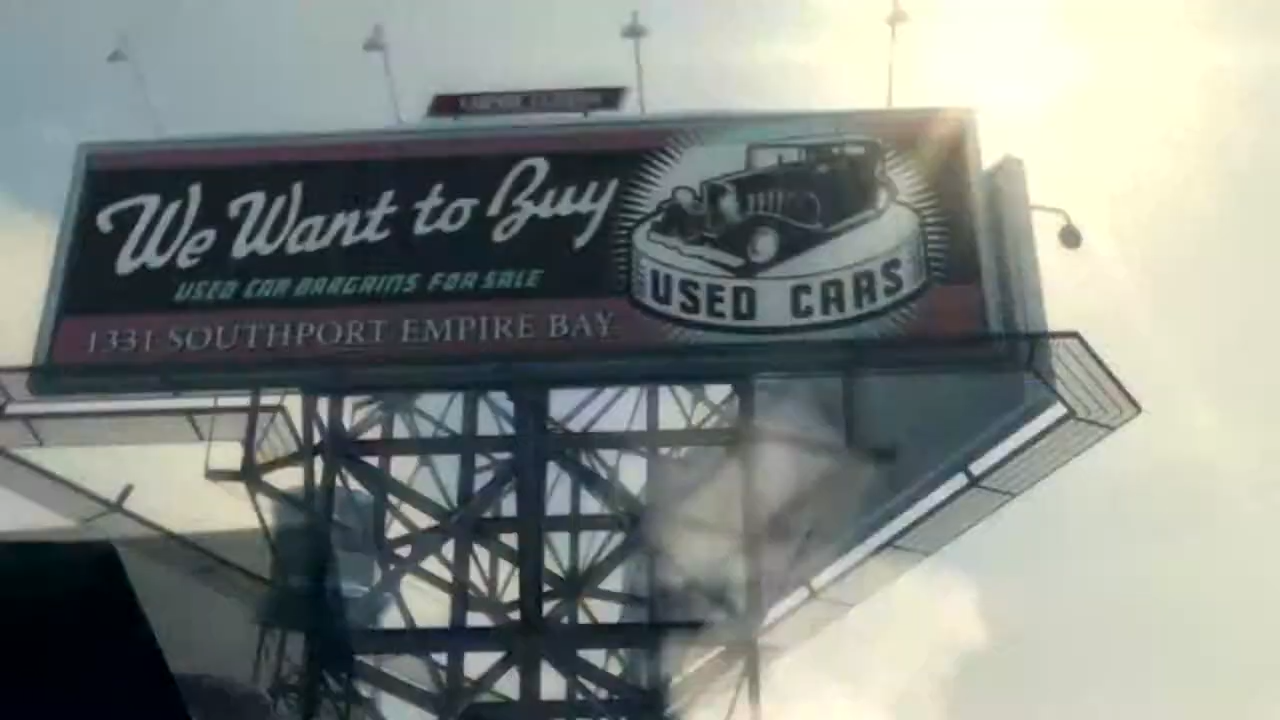 We Want to Buy
USED CAR BARGAINS FOR SALE
1331 SOUTHPORT EMPIRE BAY
USED CARS